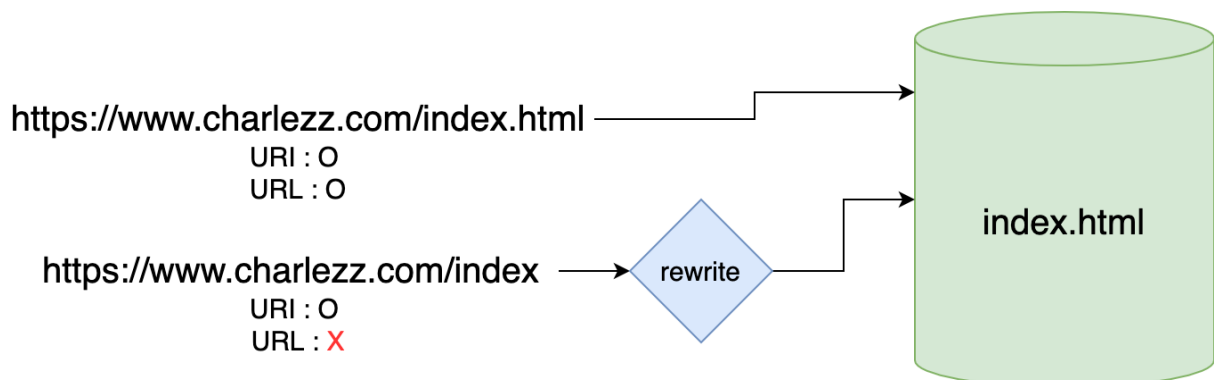 https://www.charlezz.com/index.html
URI : O
URL : O
https://www.charlezz.com/index
URI : O
URL : X
rewrite
index.html